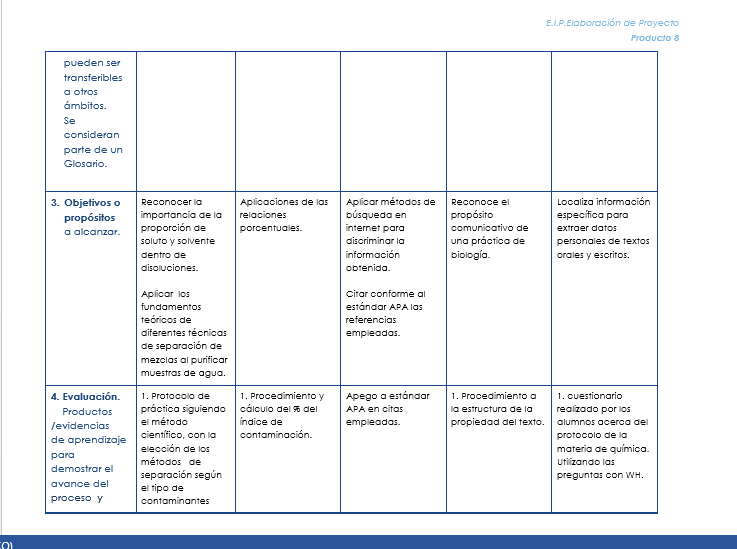 E.I.P.Elaboración de Proyecto
Producto 8
pueden ser
transferibles
a otros
ámbitos.
Se
consideran
parte de un
Glosario.
3. Objetivos o
propósitos
a alcanzar.
Reconocer la
importancia de la
proporción de
soluto y solvente
dentro de
disoluciones.
Aplicar los
fundamentos
teóricos de
diferentes técnicas
de separación de
mezclas al purificar
muestras de agua.
Aplicaciones de las
relaciones
porcentuales.
Aplicar métodos de
búsqueda en
internet para
discriminar la
información
obtenida.
Citar conforme al
estándar APA las
referencias
empleadas.
Reconoce el
propósito
comunicativo de
una práctica de
biología.
Localiza información
específica para
extraer datos
personales de textos
orales y escritos.
4. Evaluación.
Productos
/evidencias
de aprendizaje
para
demostrar el
avance del
proceso y
1. Protocolo de
práctica siguiendo
el método
científico, con la
elección de los
métodos de
separación según
el tipo de
contaminantes
1. Procedimiento y
cálculo del % del
índice de
contaminación.
Apego a estándar
APA en citas
empleadas.
1. Procedimiento a
la estructura de la
propiedad del texto.
1. cuestionario
realizado por los
alumnos acerca del
protocolo de la
materia de química.
Utilizando las
preguntas con WH.